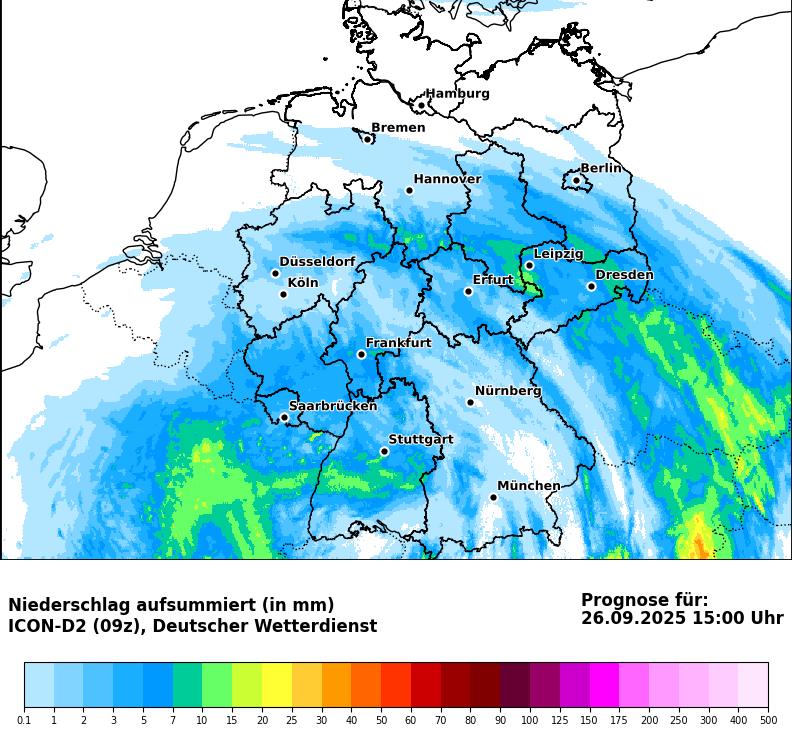 Hamburg
Bremen
Berlin
Hannover
Leipzig
Düsseldorf
Dresden
Erfurt
Köln
Frankfurt
Nürnberg
Saarbrücken
Stuttgart
München
Niederschlag aufsummiert (in mm)
ICON-D2 (09z), Deutscher Wetterdienst
Prognose für:
26.09.2025 15:00 Uhr
0.1 1 2 3 5 7 10 15 20 25 30 40 50 60 70 80 90 100 125 150 175 200 250 300 400 500